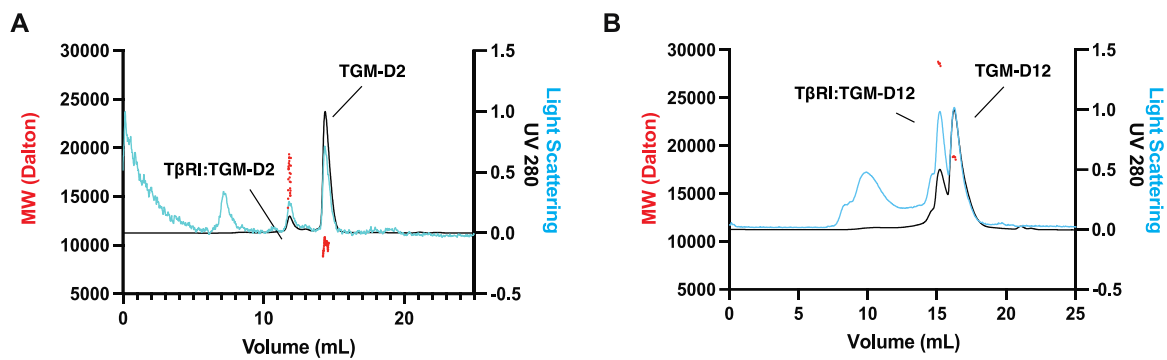 A
30000
25000
20000
15000
10000
5000
MW (Dalton)
TGM-D2
TβRI:TGM-D2
1.5
1.0
0.5
0.0
-0.5
UV 280
Light Scattering
0
10
20
Volume (mL)
B
30000
25000
20000
15000
10000
5000
MW (Dalton)
TβRI:TGM-D12
TGM-D12
1.5
1.0
0.5
0.0
-0.5
UV 280
Light Scattering
0
5
10
15
20
25
Volume (mL)